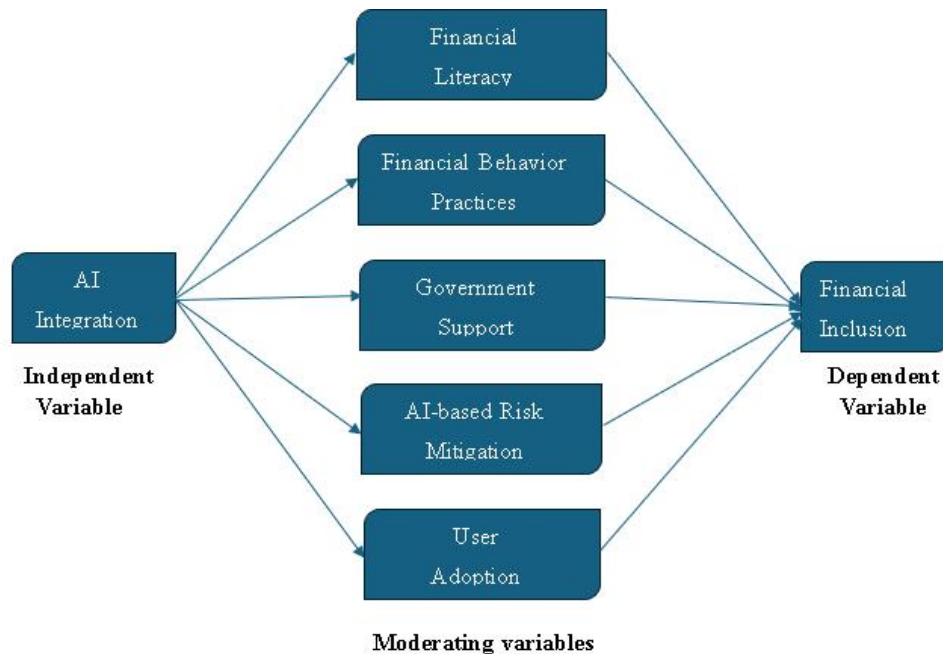 Financial
Literacy
Financial Behavior
Practices
AI
Integration
Independent
Variable
Government
Support
Financial
Inclusion
Dependent
Variable
AI-based Risk
Mitigation
User
Adoption
Moderating variables